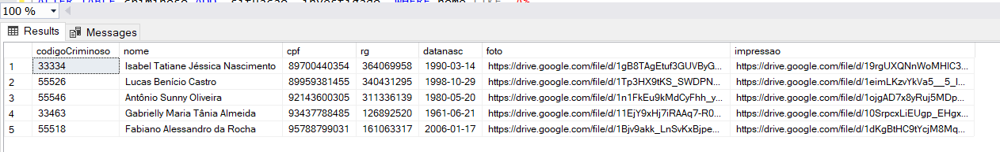 100 %
Results Messages
codigoCriminoso nome cpf rg datanasc foto impressao
1 33334 Isabel Tatiane Jéssica Nascimento 89700440354 364069958 1990-03-14 https://drive.google.com/file/d/1gB8TAgEtuf3GUVByG... https://drive.google.com/file/d/19rgUXQNnWoMHlC3...
2 55526 Lucas Benício Castro 89959381455 340431295 1998-10-29 https://drive.google.com/file/d/1Tp3HX9tKS_SWDPN... https://drive.google.com/file/d/1eimLKzvYkVa5__5_I...
3 55546 Antônio Sunny Oliveira 92143600305 311336139 1980-05-20 https://drive.google.com/file/d/1n1FkEu9kMdCyFhh_y... https://drive.google.com/file/d/1ojgAD7x8yRuj5MDp...
4 33463 Gabrielly Maria Tânia Almeida 93437788485 126892520 1961-06-21 https://drive.google.com/file/d/11EjY9xHj7iRAAq7-R0... https://drive.google.com/file/d/10SrpcxLiEUgp_EHgx...
5 55518 Fabiano Alessandro da Rocha 95788799031 161063317 2006-01-17 https://drive.google.com/file/d/1Bjv9akk_LnSvKxBjpe... https://drive.google.com/file/d/1dKgBtHC9tYcjM8Mq...